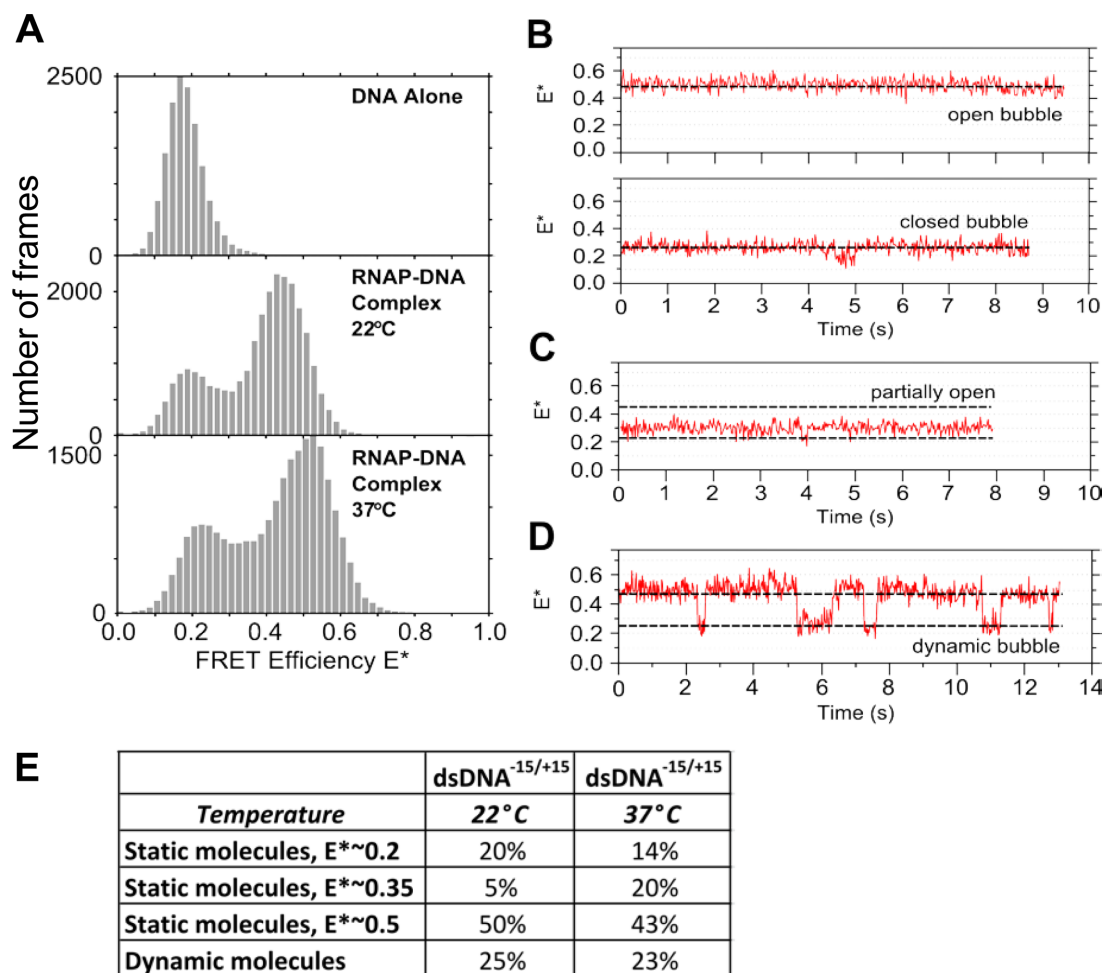 A
Number of frames
2500
DNA Alone
0
2000
RNAP-DNA
Complex
22°C
0
1500
RNAP-DNA
Complex
37°C
0
0.0 0.2 0.4 0.6 0.8 1.0
FRET Efficiency E*
B
E*
0.6
0.4
0.2
0.0
open bubble
E*
0.6
0.4
0.2
0.0
closed bubble
0 1 2 3 4 5 6 7 8 9 10
Time (s)
C
E*
0.6
0.4
0.2
0.0
partially open
0 1 2 3 4 5 6 7 8 9 10
Time (s)
D
E*
0.6
0.4
0.2
0.0
dynamic bubble
0 2 4 6 8 10 12 14
Time (s)
E
dsDNA-15/+15 dsDNA-15/+15
Temperature 22°C 37°C
Static molecules, E*~0.2 20% 14%
Static molecules, E*~0.35 5% 20%
Static molecules, E*~0.5 50% 43%
Dynamic molecules 25% 23%